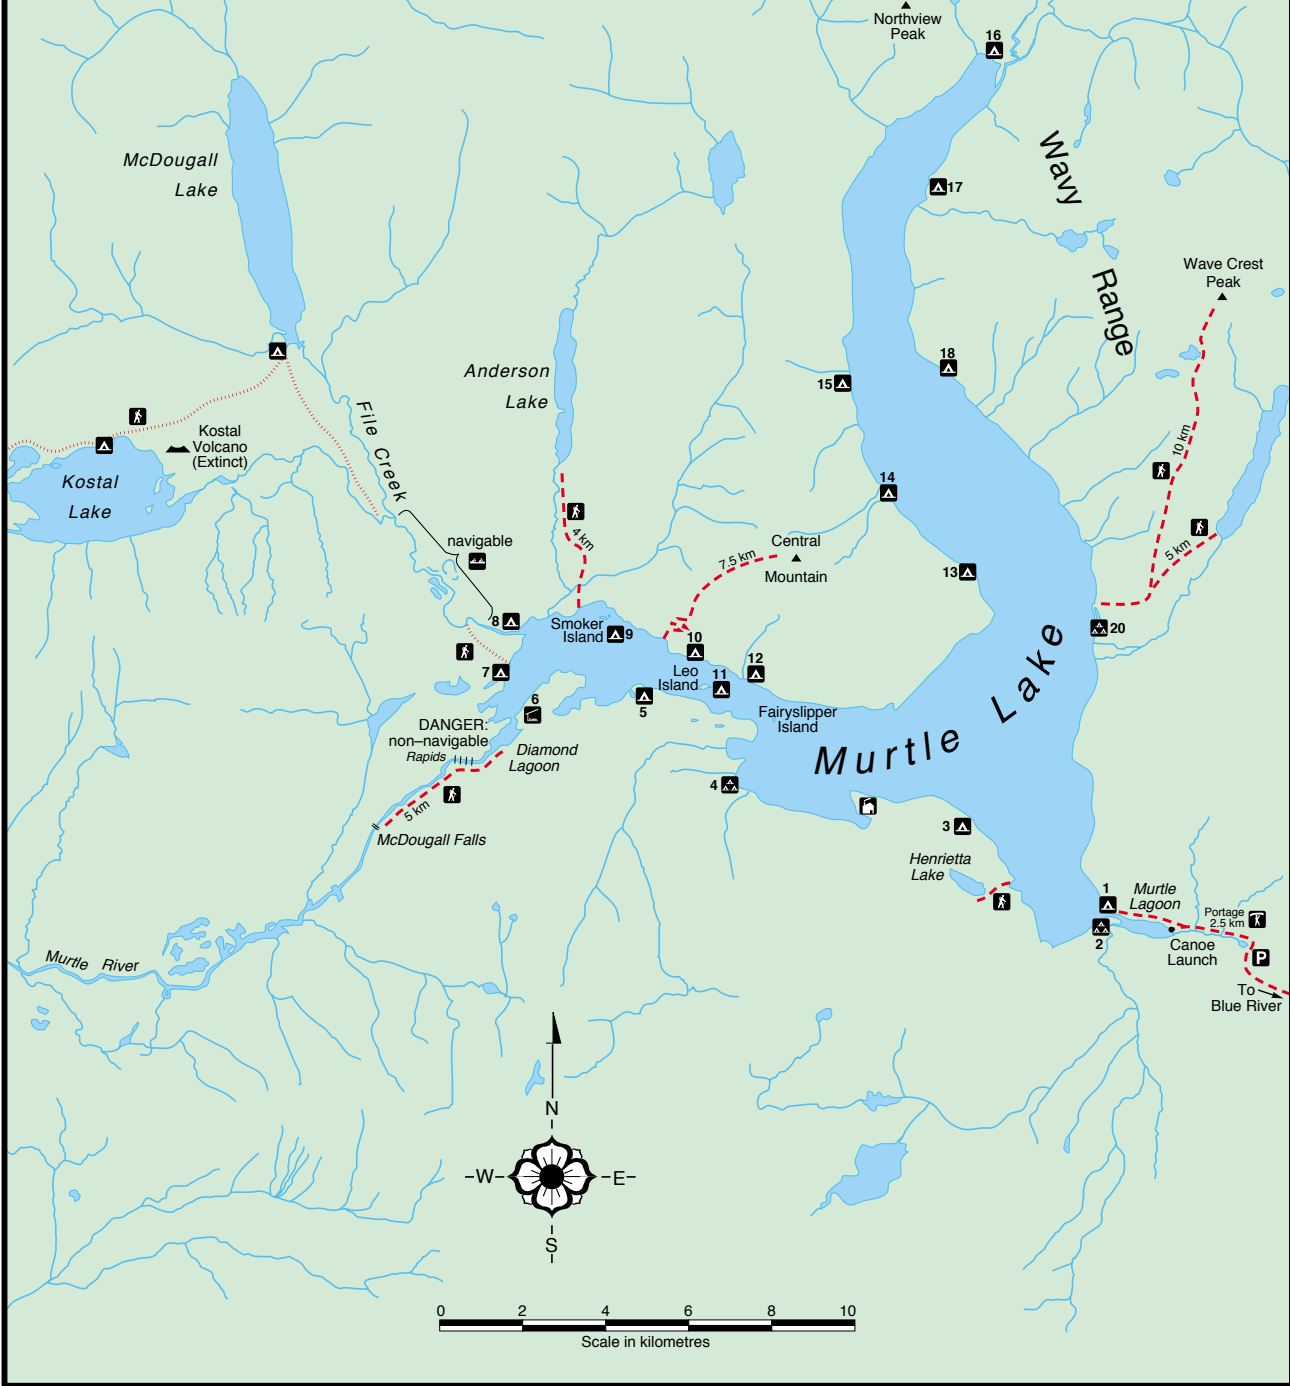 Northview
Peak
16
McDougall
Lake
Wavy
Range
17
Wave Crest
Peak
18
15
Anderson
Lake
File Creek
Kostal
Volcano
(Extinct)
Kostal
Lake
10 km
14
4 km
navigable
7.5 km
Central
Mountain
5 km
13
8
Smoker
Island
9
20
10
7
Leo
Island
11
12
6
5
Fairyslipper
Island
DANGER:
non–navigable
Rapids
Diamond
Lagoon
Murtle Lake
4
5 km
McDougall Falls
3
Henrietta
Lake
1
Murtle
Lagoon
Portage
2.5 km
2
Canoe
Launch
P
To
Blue River
Murtle River
N
W
E
S
0 2 4 6 8 10
Scale in kilometres